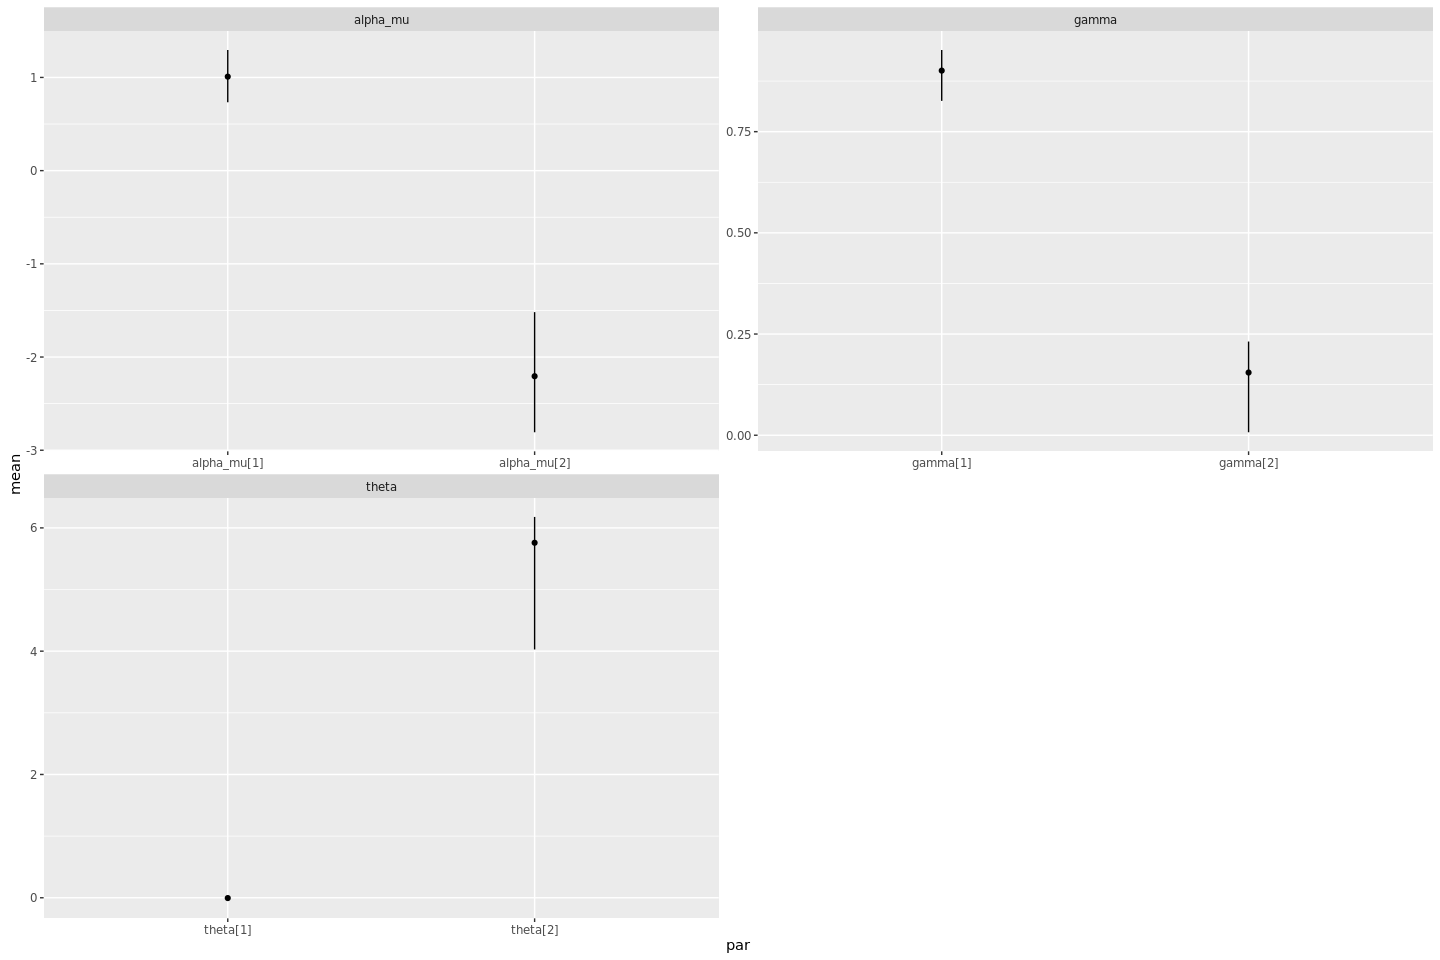 alpha_mu
gamma
1
0
-1
-2
-3
0.75
0.50
0.25
0.00
alpha_mu[1] alpha_mu[2]
gamma[1] gamma[2]
mean
theta
6
4
2
0
theta[1] theta[2]
par